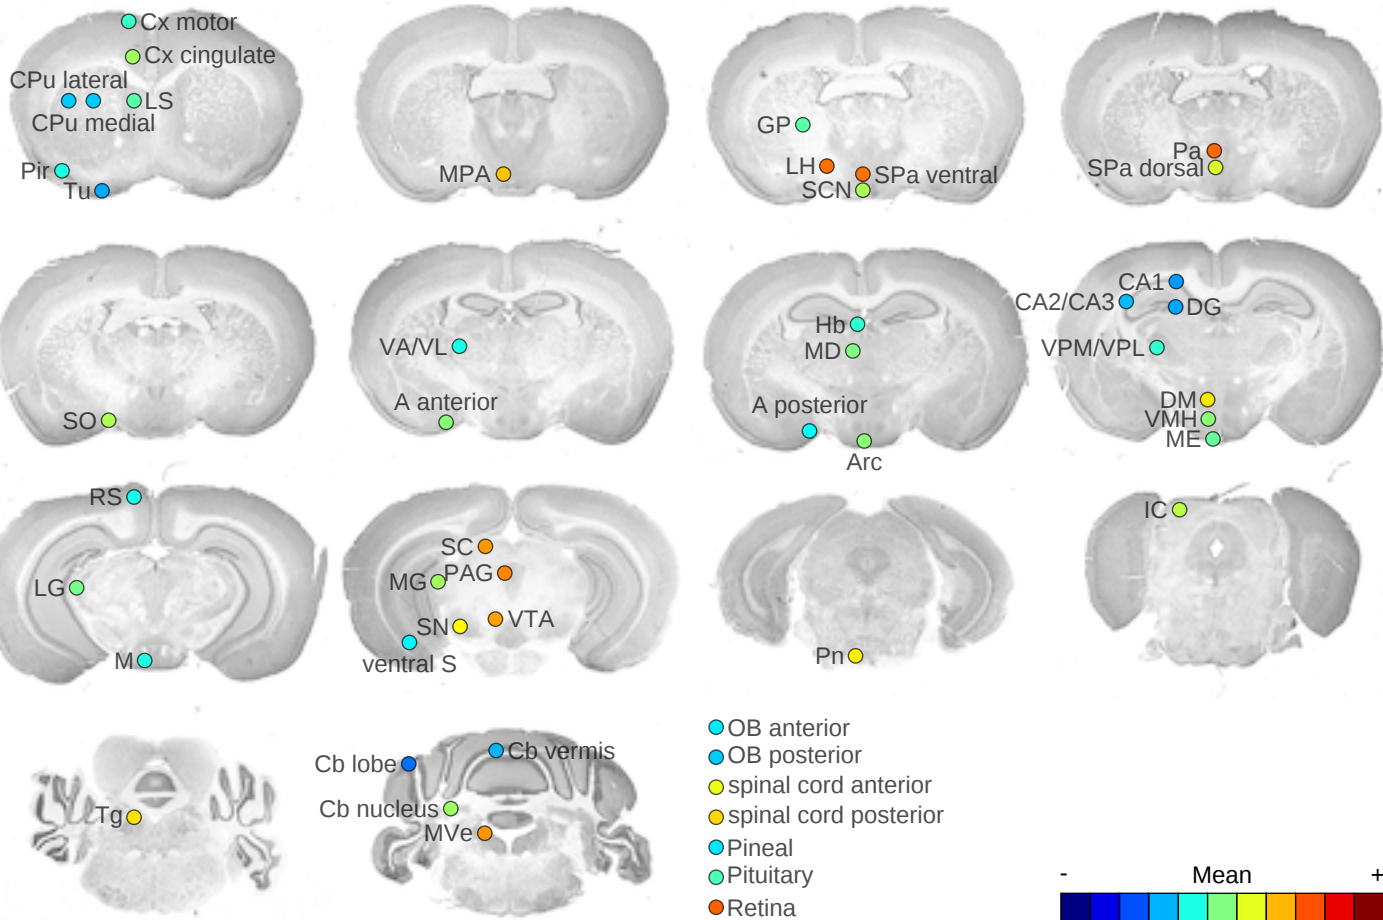 Cx motor
Cx cingulate
CPu lateral
LS
CPu medial
Pir
Tu
MPA
GP
LH
SPa ventral
SCN
Pa
SPa dorsal
SO
VA/VL
A anterior
Hb
MD
A posterior
Arc
CA1
CA2/CA3
DG
VPM/VPL
DM
VMH
ME
RS
LG
M
SC
PAG
MG
SN
VTA
ventral S
Pn
IC
Tg
Cb lobe
Cb vermis
Cb nucleus
MVe
OB anterior
OB posterior
spinal cord anterior
spinal cord posterior
Pineal
Pituitary
Retina
- Mean +